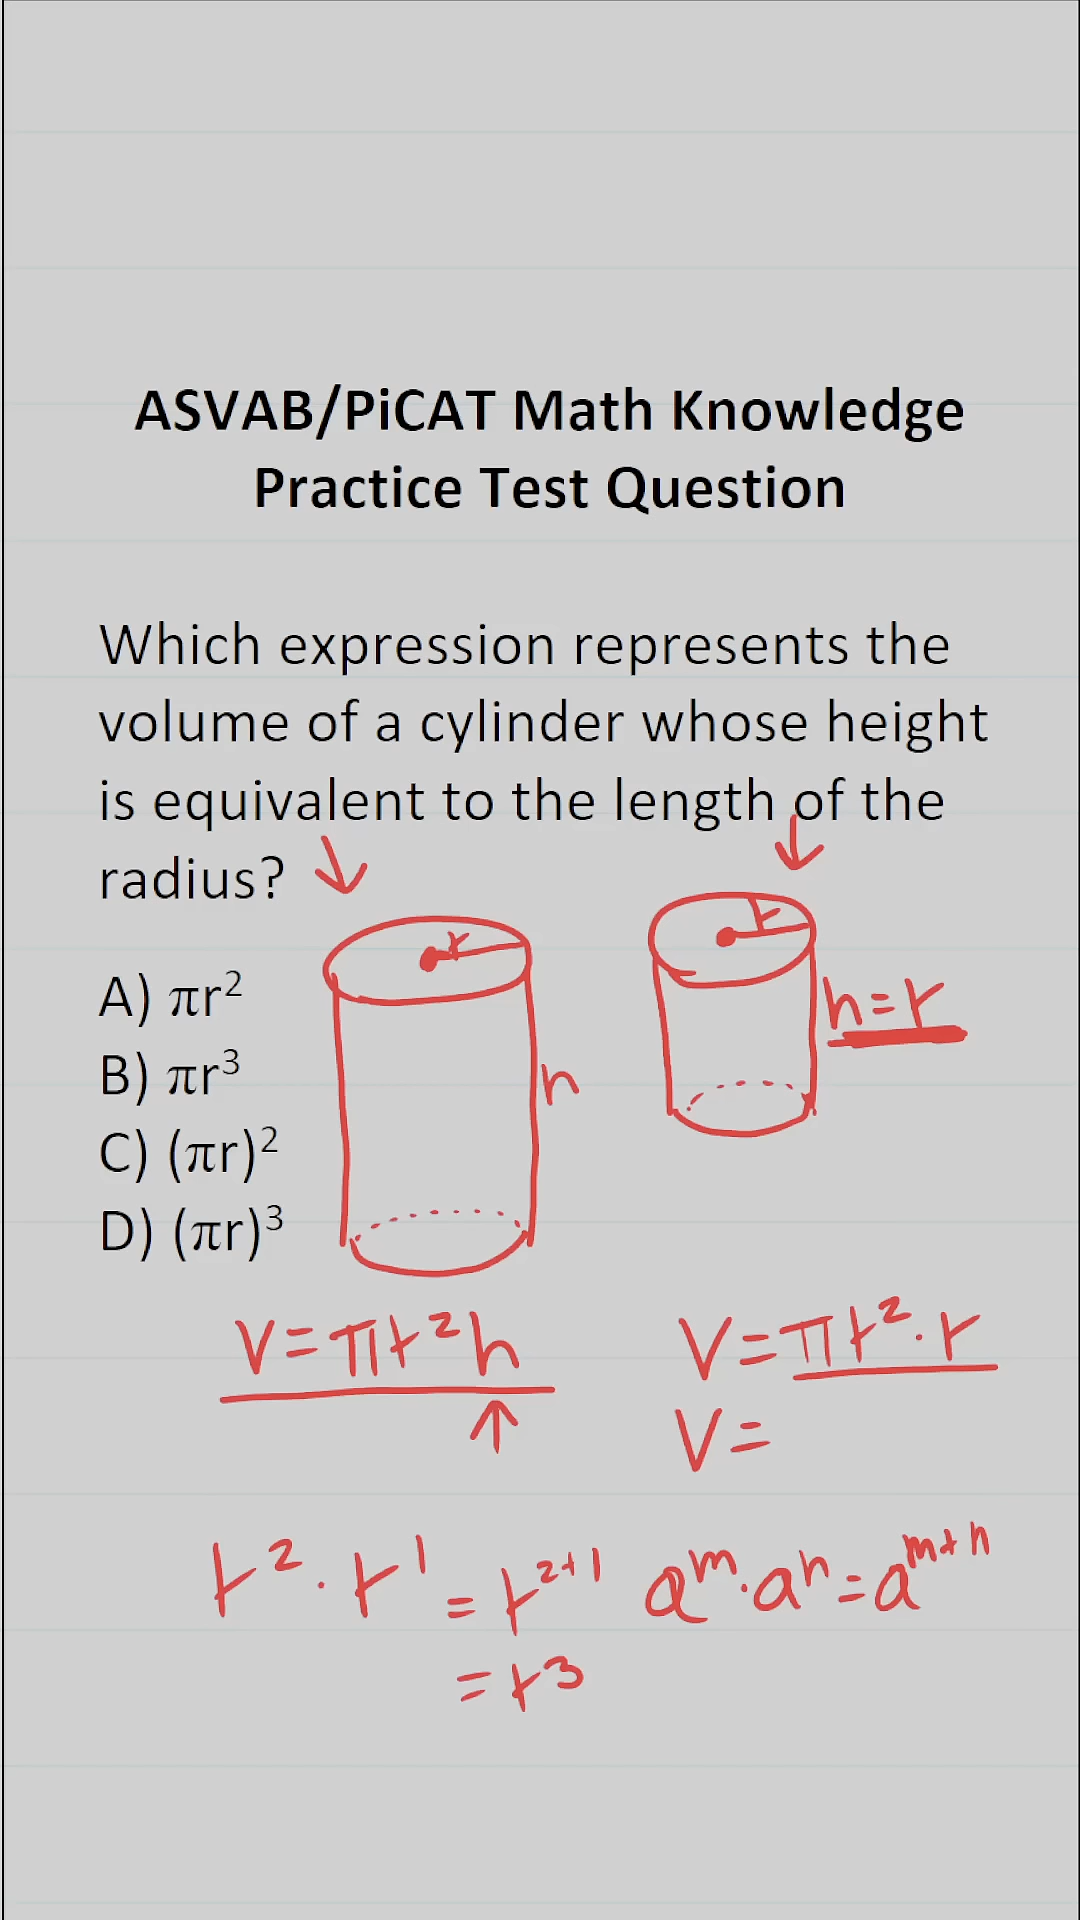 ASVAB/PiCAT Math Knowledge
Practice Test Question
Which expression represents the
volume of a cylinder whose height
is equivalent to the length of the
radius?
A) πr²
B) πr³
C) (πr)²
D) (πr)³
r
h
r
h=r
V=πr²h
V=πr²·r
V=
r²·r¹=r²⁺¹
=r³
aᵐ·aⁿ=aᵐ⁺ⁿ